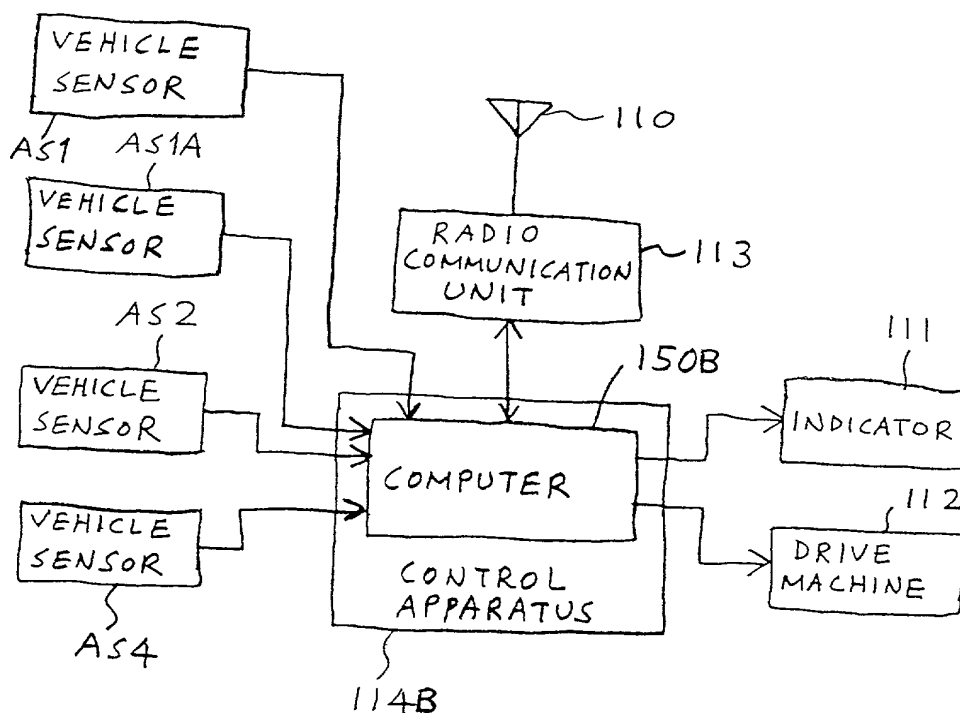 VEHICLE
SENSOR
AS1
AS1A
VEHICLE
SENSOR
110
RADIO
COMMUNICATION
UNIT
113
AS2
VEHICLE
SENSOR
150B
111
INDICATOR
COMPUTER
VEHICLE
SENSOR
AS4
112
DRIVE
MACHINE
CONTROL
APPARATUS
114B